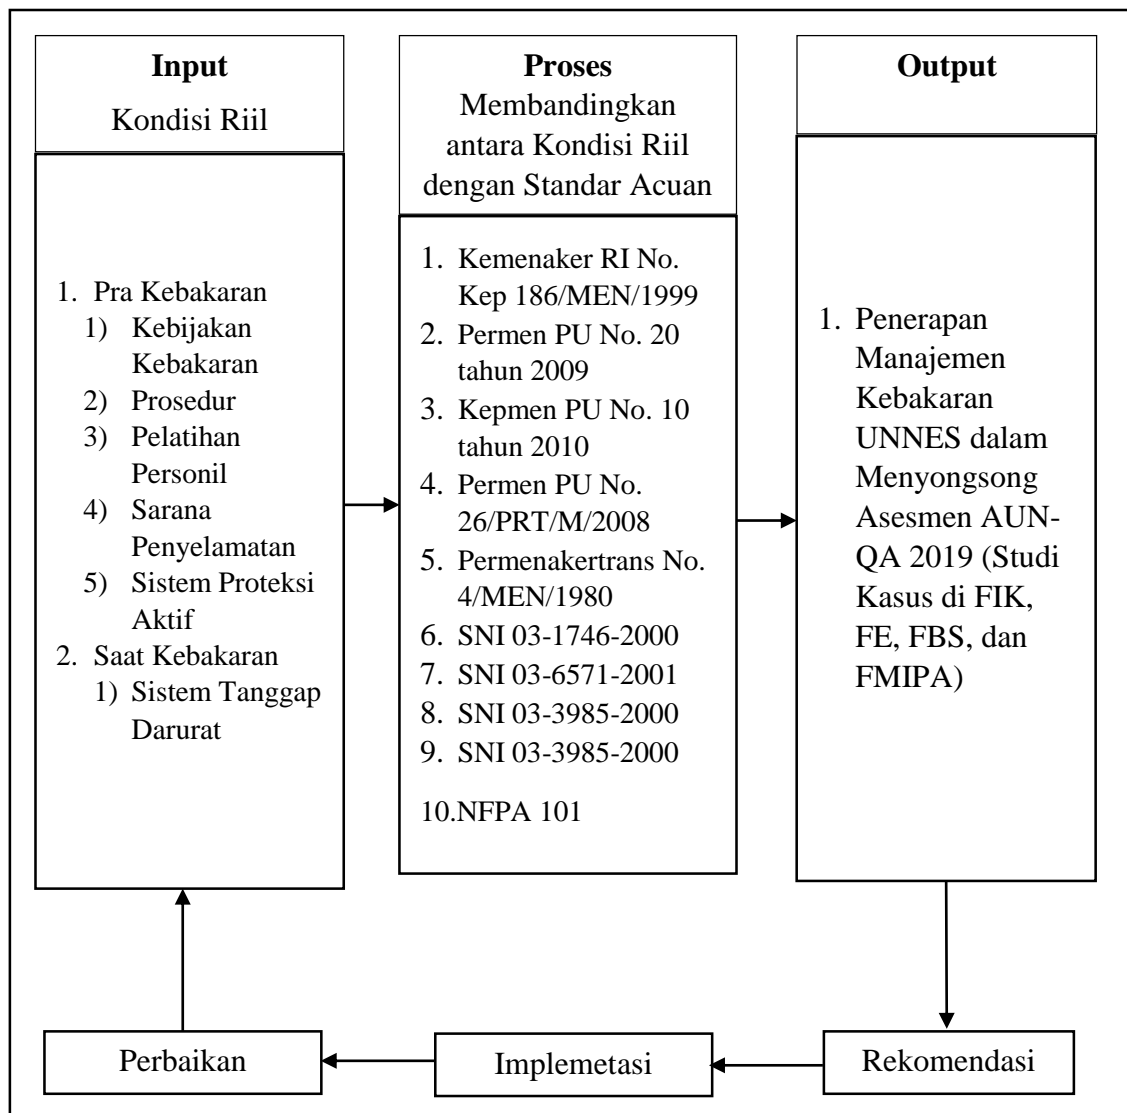 Input
Kondisi Riil
1. Pra Kebakaran
1) Kebijakan
Kebakaran
2) Prosedur
3) Pelatihan
Personil
4) Sarana
Penyelamatan
5) Sistem Proteksi
Aktif
2. Saat Kebakaran
1) Sistem Tanggap
Darurat
Proses
Membandingkan
antara Kondisi Riil
dengan Standar Acuan
1. Kemenaker RI No.
Kep 186/MEN/1999
2. Permen PU No. 20
tahun 2009
3. Kepmen PU No. 10
tahun 2010
4. Permen PU No.
26/PRT/M/2008
5. Permenakertrans No.
4/MEN/1980
6. SNI 03-1746-2000
7. SNI 03-6571-2001
8. SNI 03-3985-2000
9. SNI 03-3985-2000
10.NFPA 101
Output
1. Penerapan
Manajemen
Kebakaran
UNNES dalam
Menyongsong
Asesmen AUN-
QA 2019 (Studi
Kasus di FIK,
FE, FBS, dan
FMIPA)
Perbaikan
Implemetasi
Rekomendasi